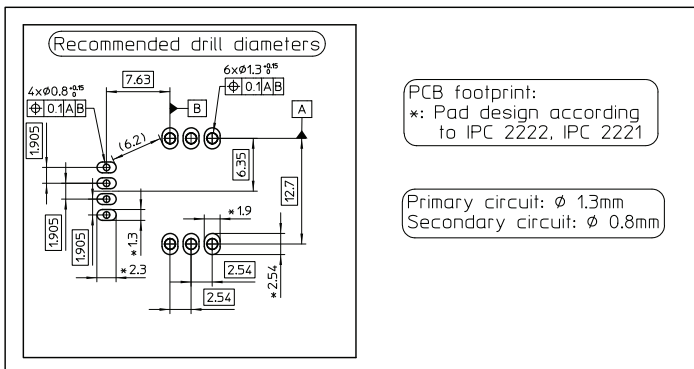 Recommended drill diameters
7.63
6xø1.3 +0.15 0
4xø0.8 +0.15 0
⌖ 0.1 A B
⌖ 0.1 A B
B
A
(6.2)
1.905
6.35
12.7
*1.9
1.905
1.905
*1.3
*2.3
2.54
*2.54
2.54
PCB footprint:
*: Pad design according
to IPC 2222, IPC 2221
Primary circuit: ø 1.3mm
Secondary circuit: ø 0.8mm